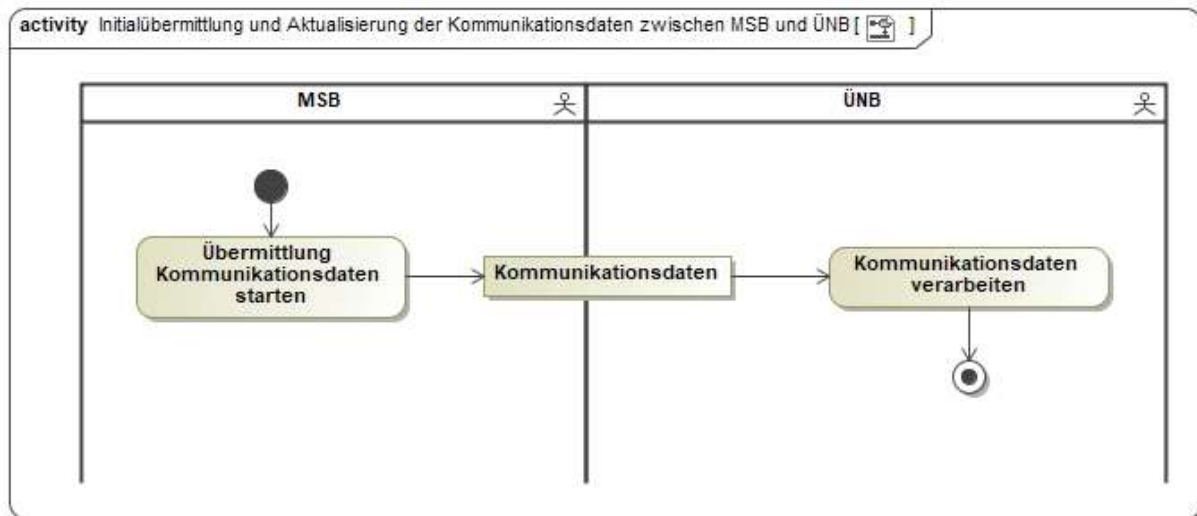 activity Initialübermittlung und Aktualisierung der Kommunikationsdaten zwischen MSB und ÜNB [ ]
MSB
ÜNB
Übermittlung
Kommunikationsdaten
starten
Kommunikationsdaten
Kommunikationsdaten
verarbeiten